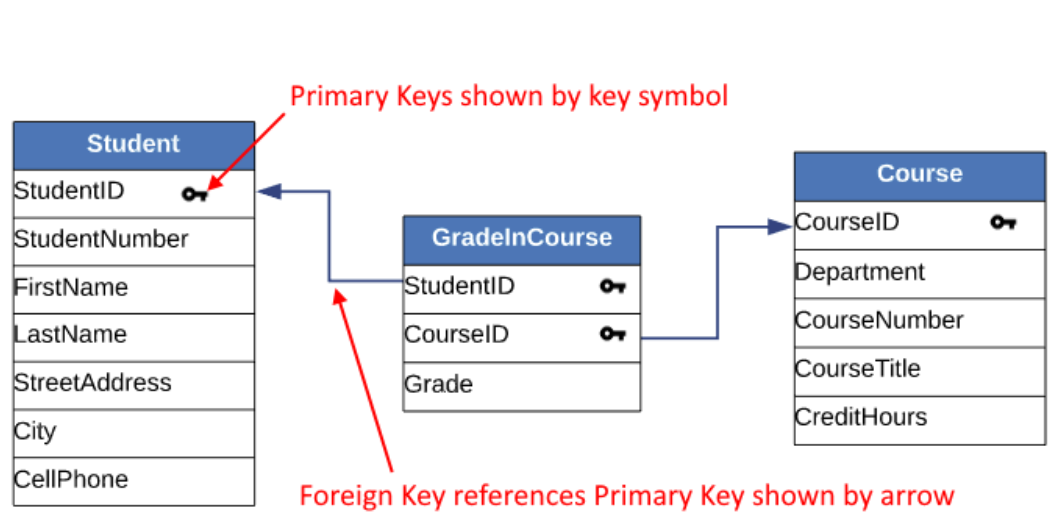 Primary Keys shown by key symbol
Student
StudentID
StudentNumber
FirstName
LastName
StreetAddress
City
CellPhone
GradeInCourse
StudentID
CourseID
Grade
Course
CourseID
Department
CourseNumber
CourseTitle
CreditHours
Foreign Key references Primary Key shown by arrow